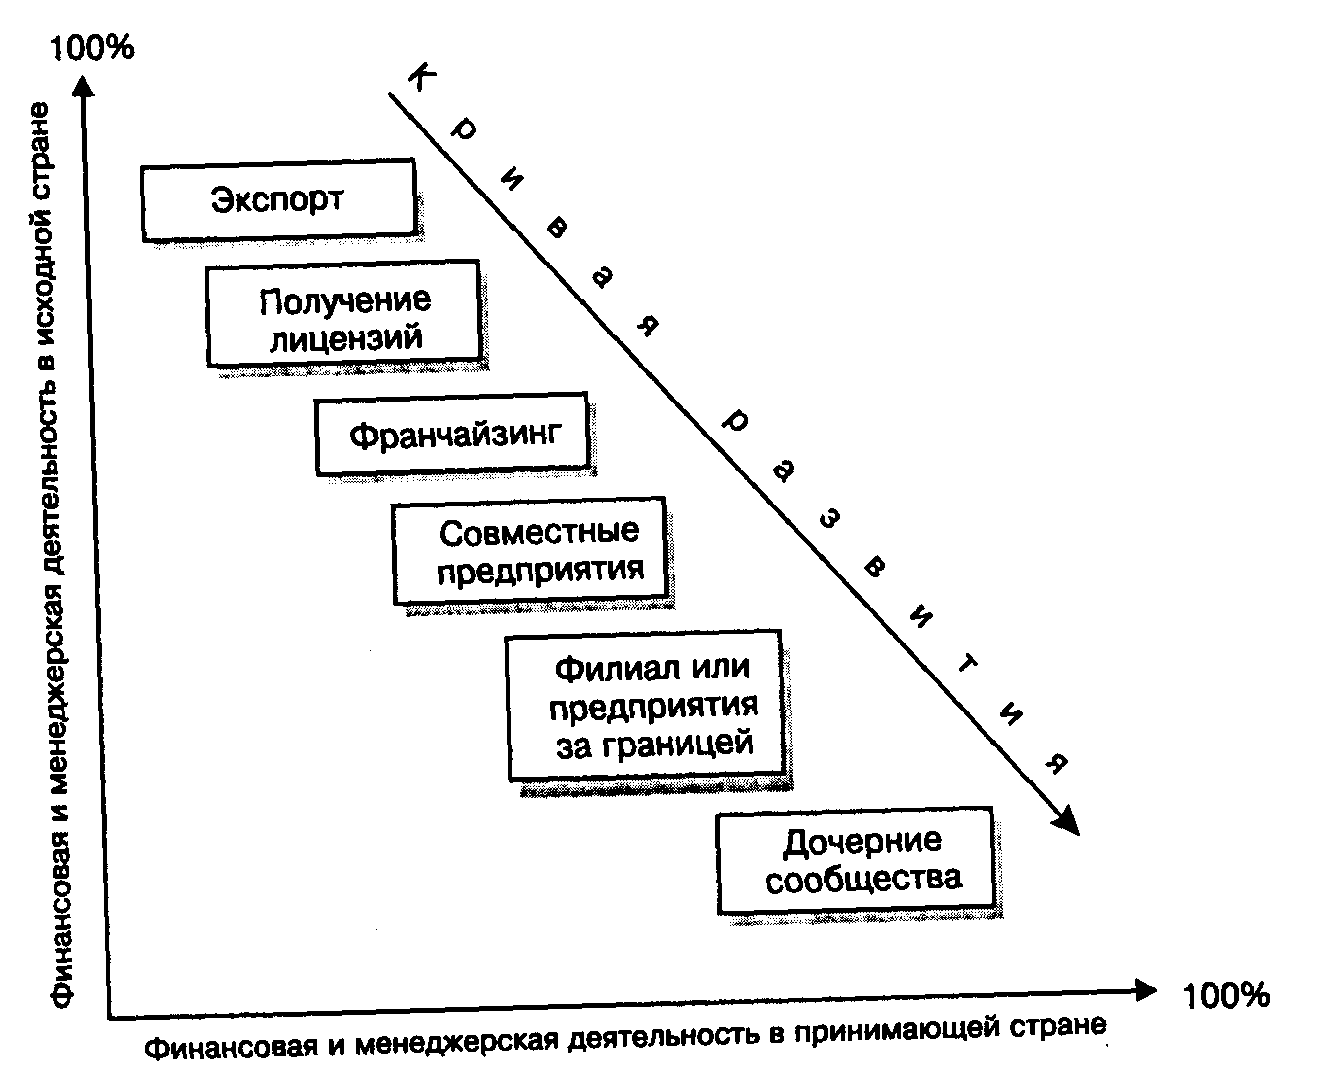 100%
Финансовая и менеджерская деятельность в исходной стране
Кривая развития
Экспорт
Получение
лицензий
Франчайзинг
Совместные
предприятия
Филиал или
предприятия
за границей
Дочерние
сообщества
100%
Финансовая и менеджерская деятельность в принимающей стране